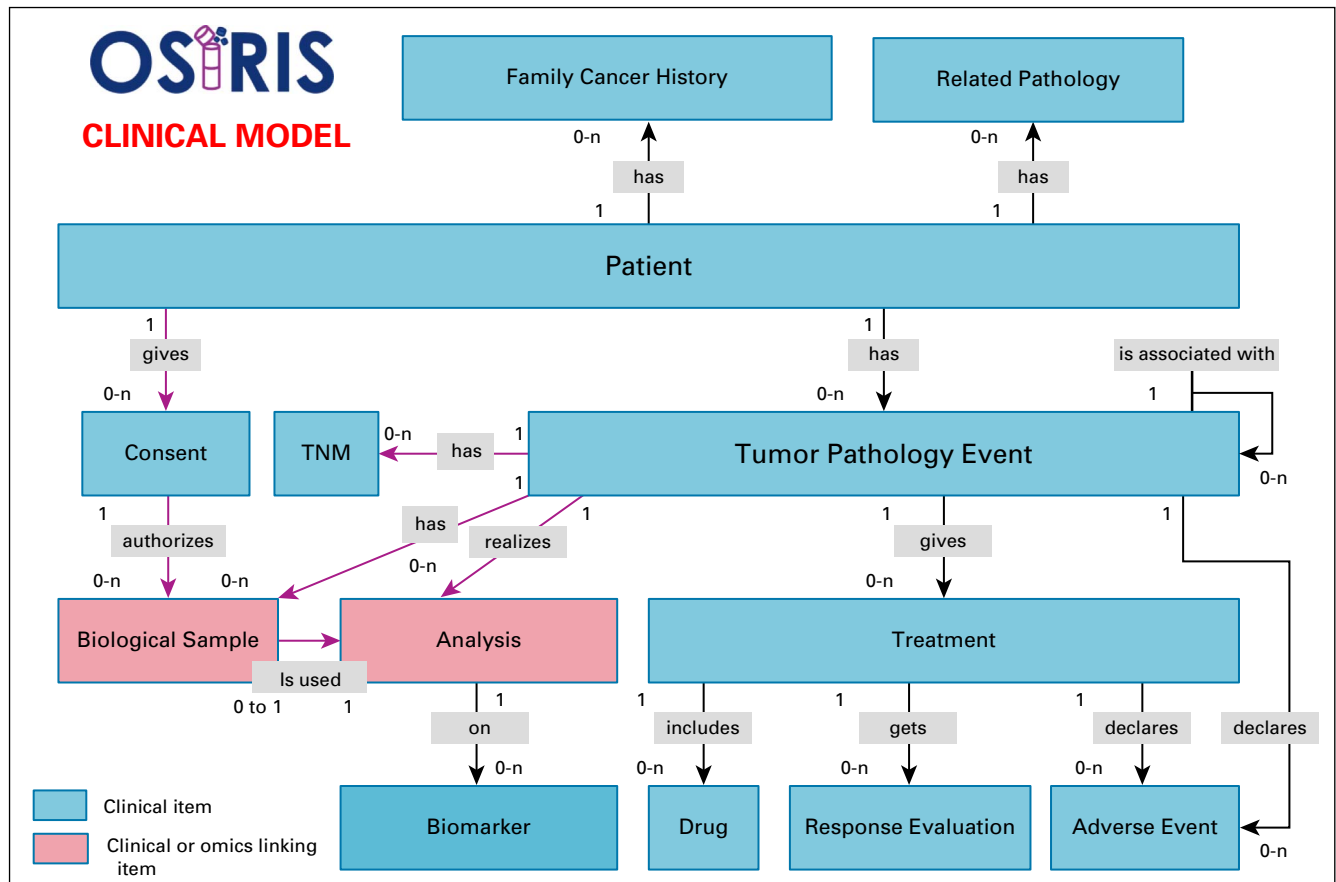 OSIRIS
CLINICAL MODEL
Family Cancer History
Related Pathology
0-n
0-n
has
has
1
1
Patient
1
1
gives
has
is associated with
0-n
0-n
1
Consent
TNM
0-n
has
1
Tumor Pathology Event
0-n
1
1
1
1
1
authorizes
has
realizes
gives
0-n
0-n
0-n
0-n
Biological Sample
Analysis
Treatment
Is used
0 to 1
1
1
1
1
1
on
includes
gets
declares
declares
0-n
0-n
0-n
0-n
Biomarker
Drug
Response Evaluation
Adverse Event
0-n
Clinical item
Clinical or omics linking
item